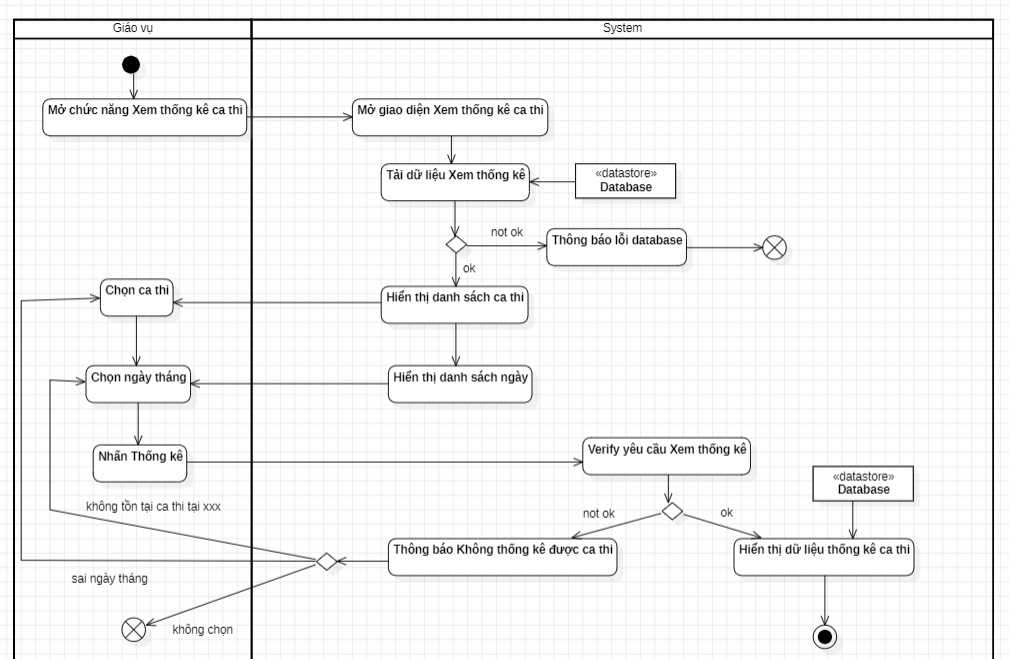 Giáo vụ
System
Mở chức năng Xem thống kê ca thi
Mở giao diện Xem thống kê ca thi
Tải dữ liệu Xem thống kê
«datastore»
Database
not ok
Thông báo lỗi database
ok
Chọn ca thi
Hiển thị danh sách ca thi
Chọn ngày tháng
Hiển thị danh sách ngày
Nhấn Thống kê
Verify yêu cầu Xem thống kê
«datastore»
Database
không tồn tại ca thi tại xxx
not ok
ok
Thông báo Không thống kê được ca thi
Hiển thị dữ liệu thống kê ca thi
sai ngày tháng
không chọn